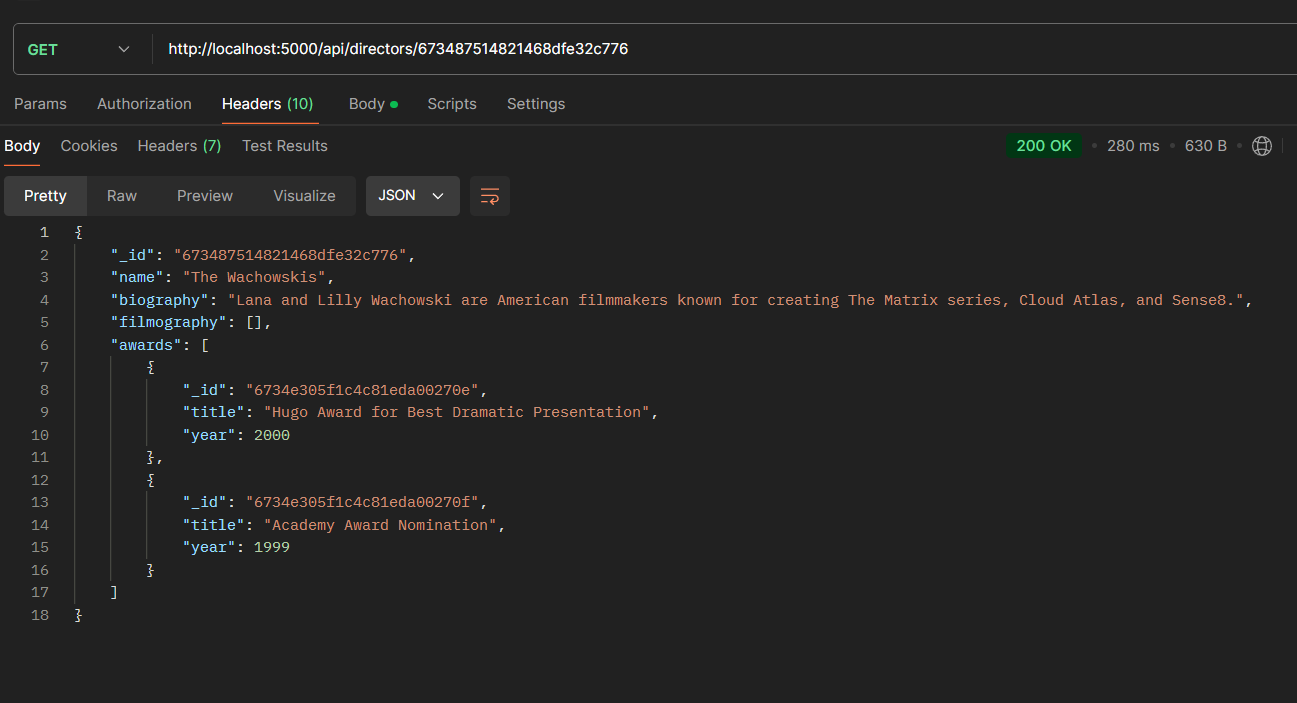 GET http://localhost:5000/api/directors/673487514821468dfe32c776
Params Authorization Headers (10) Body Scripts Settings
Body Cookies Headers (7) Test Results 200 OK 280 ms 630 B
Pretty Raw Preview Visualize JSON
1 {
2 "_id": "673487514821468dfe32c776",
3 "name": "The Wachowskis",
4 "biography": "Lana and Lilly Wachowski are American filmmakers known for creating The Matrix series, Cloud Atlas, and Sense8.",
5 "filmography": [],
6 "awards": [
7 {
8 "_id": "6734e305f1c4c81eda00270e",
9 "title": "Hugo Award for Best Dramatic Presentation",
10 "year": 2000
11 },
12 {
13 "_id": "6734e305f1c4c81eda00270f",
14 "title": "Academy Award Nomination",
15 "year": 1999
16 }
17 ]
18 }